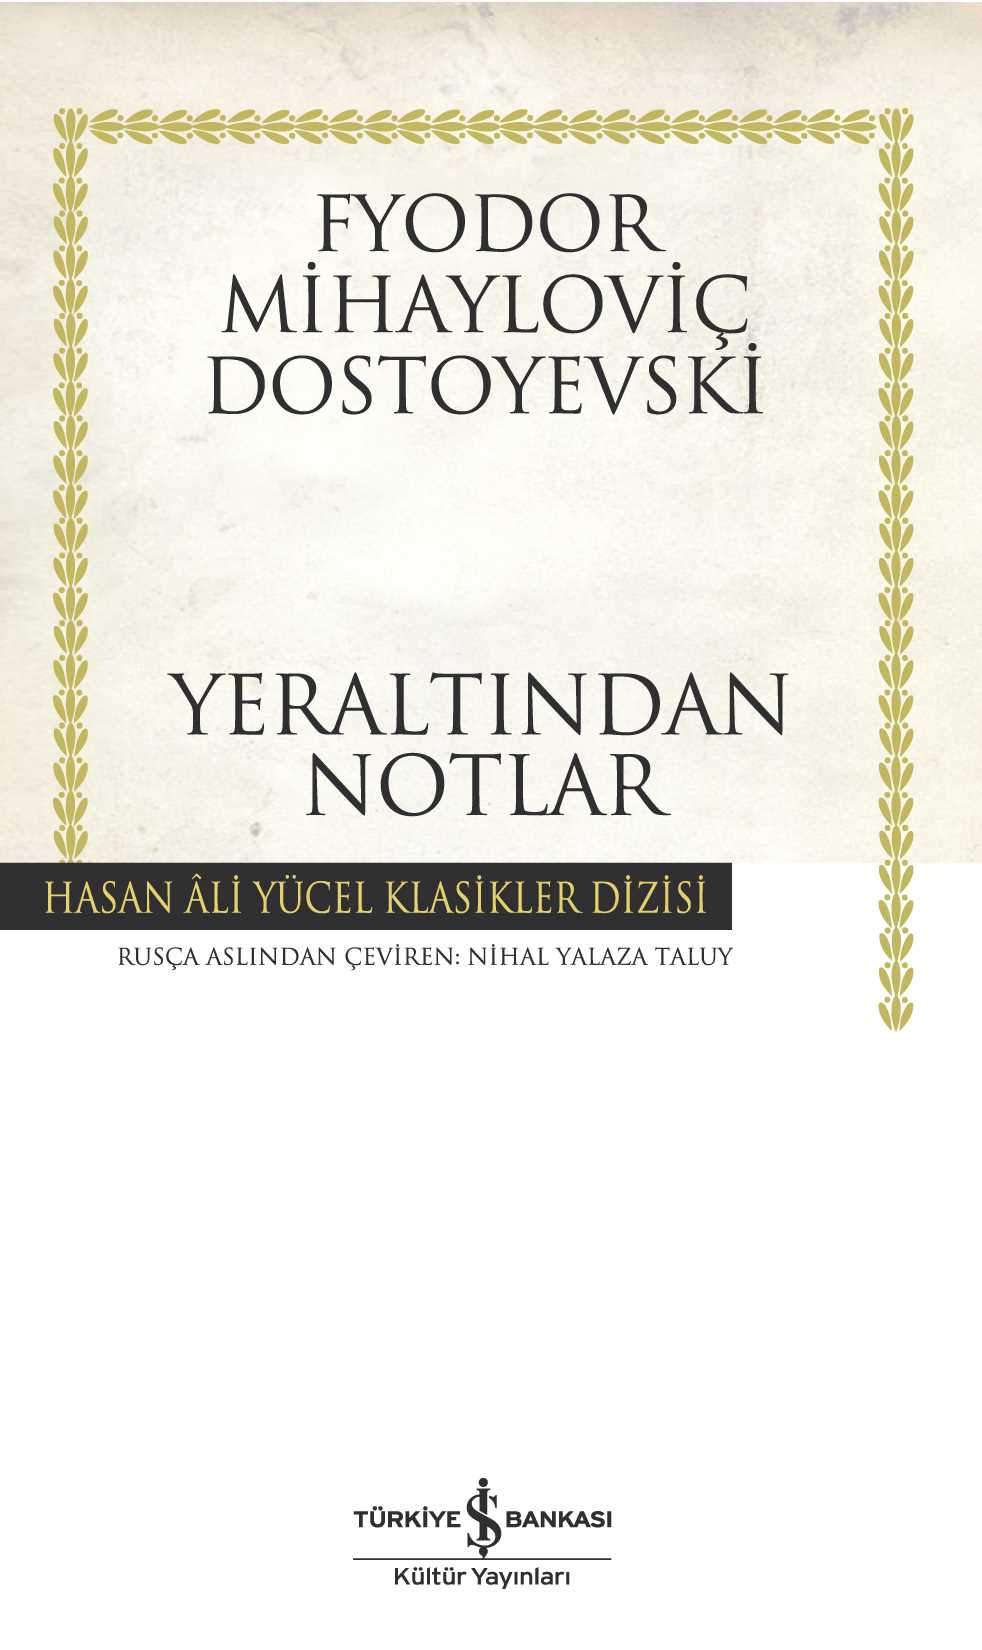 FYODOR
MİHAYLOVİÇ
DOSTOYEVSKİ
YERALTINDAN
NOTLAR
HASAN ÂLİ YÜCEL KLASİKLER DİZİSİ
RUSÇA ASLINDAN ÇEVİREN: NİHAL YALAZA TALUY
TÜRKİYE İŞ BANKASI
Kültür Yayınları